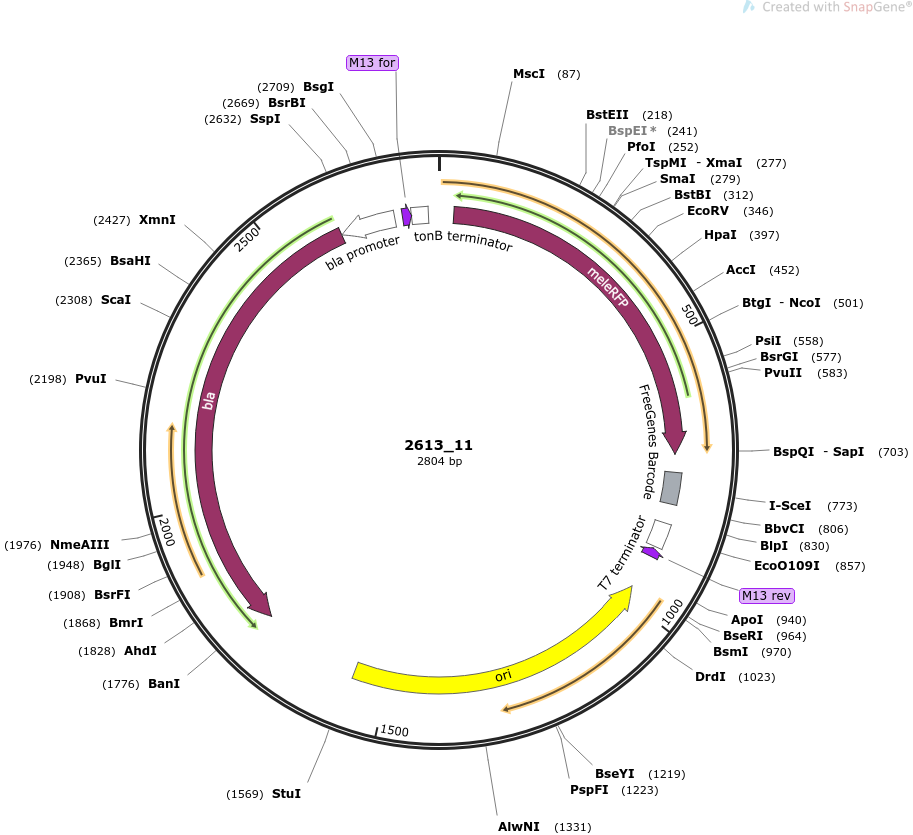 Created with SnapGene®
M13 for
(2709) BsgI
(2669) BsrBI
(2632) SspI
MscI (87)
BstEII (218)
BspEI * (241)
PfoI (252)
TspMI - XmaI (277)
SmaI (279)
BstBI (312)
EcoRV (346)
HpaI (397)
AccI (452)
BtgI - NcoI (501)
PsiI (558)
BsrGI (577)
PvuII (583)
BspQI - SapI (703)
I-SceI (773)
BbvCI (806)
BlpI (830)
EcoO109I (857)
M13 rev
ApoI (940)
BseRI (964)
BsmI (970)
DrdI (1023)
BseYI (1219)
PspFI (1223)
AlwNI (1331)
(1569) StuI
(1776) BanI
(1828) AhdI
(1868) BmrI
(1908) BsrFI
(1948) BglI
(1976) NmeAIII
(2198) PvuI
(2308) ScaI
(2365) BsaHI
(2427) XmnI
500
1000
1500
2000
2500
bla promoter
tonB terminator
meleRFP
FreeGenes Barcode
T7 terminator
ori
bla
2613_11
2804 bp